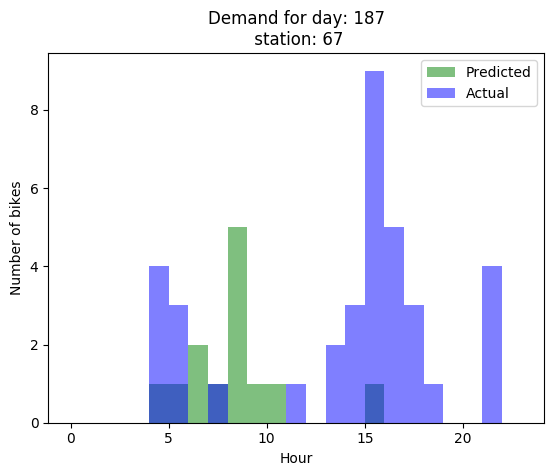 Demand for day: 187
station: 67
Predicted
Actual
Number of bikes
8
6
4
2
0
0
5
10
15
20
Hour